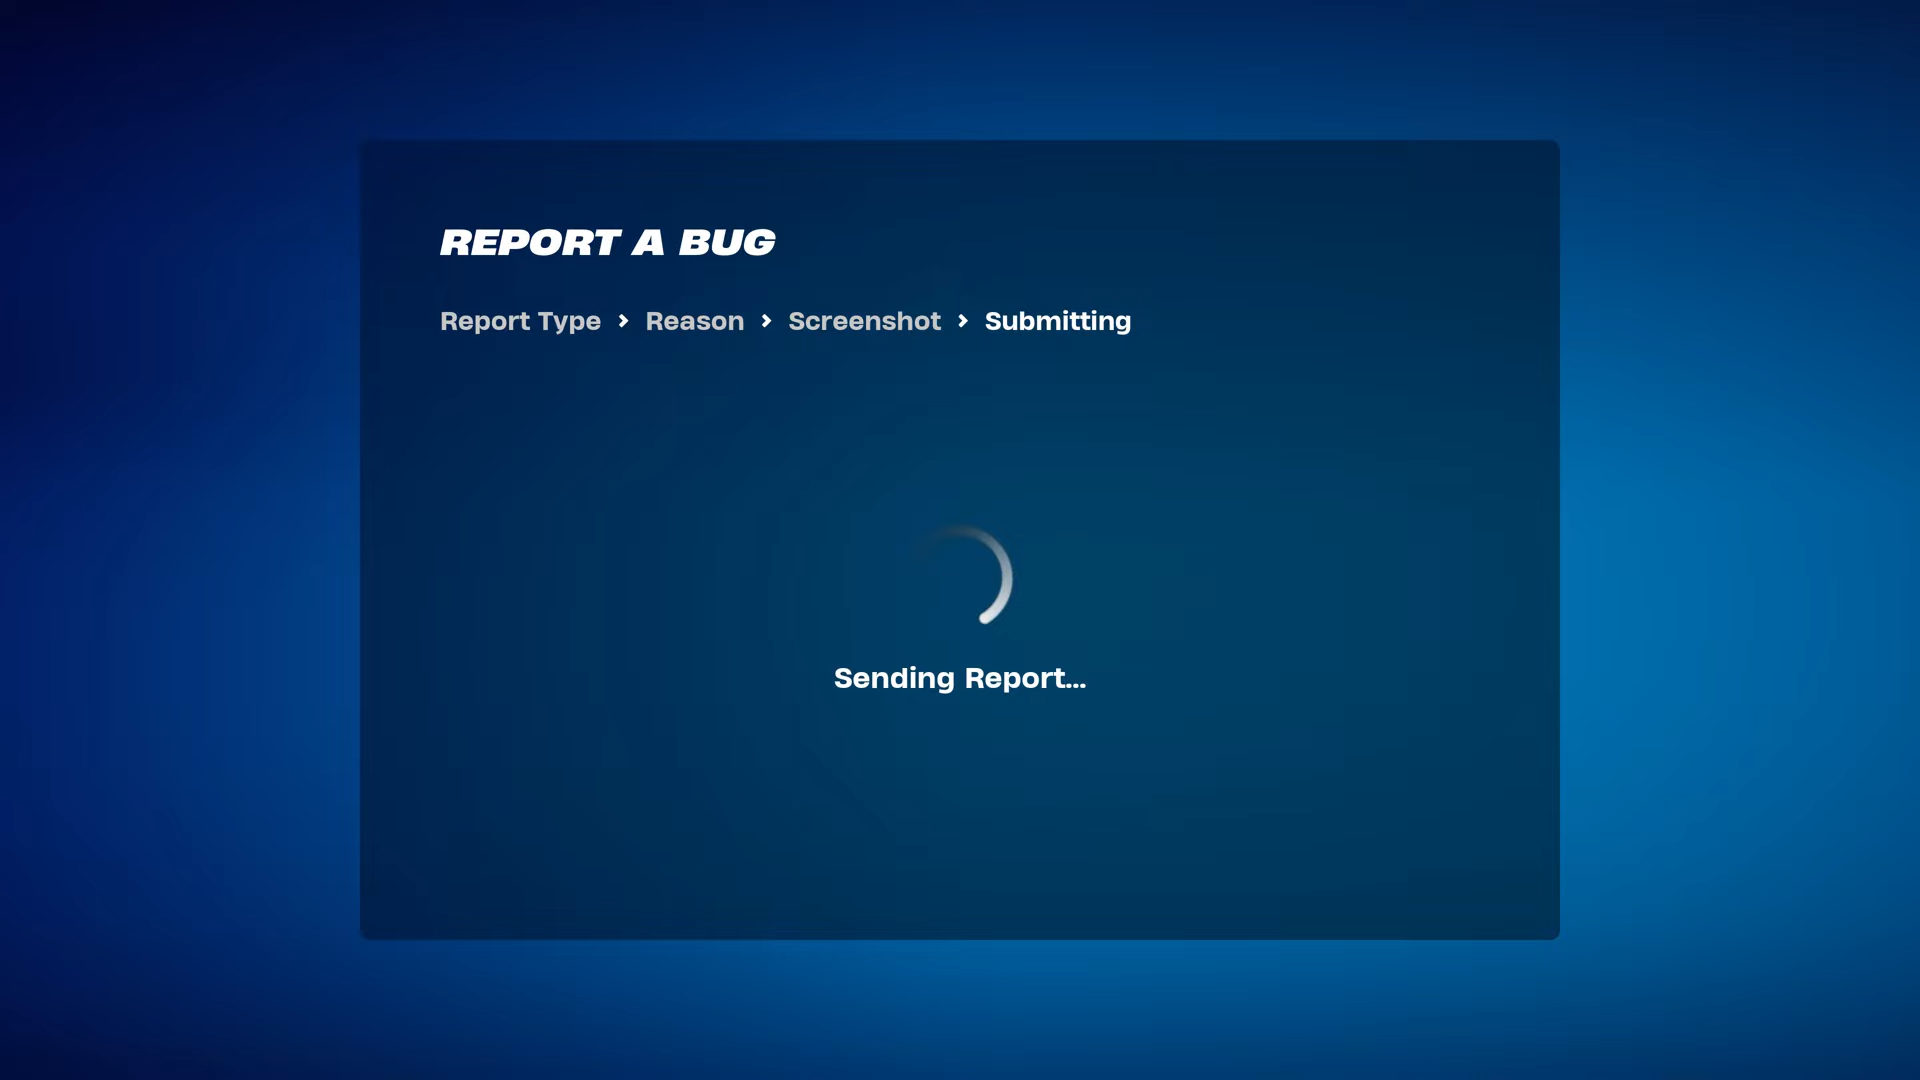 REPORT A BUG
Report Type > Reason > Screenshot > Submitting
Sending Report...